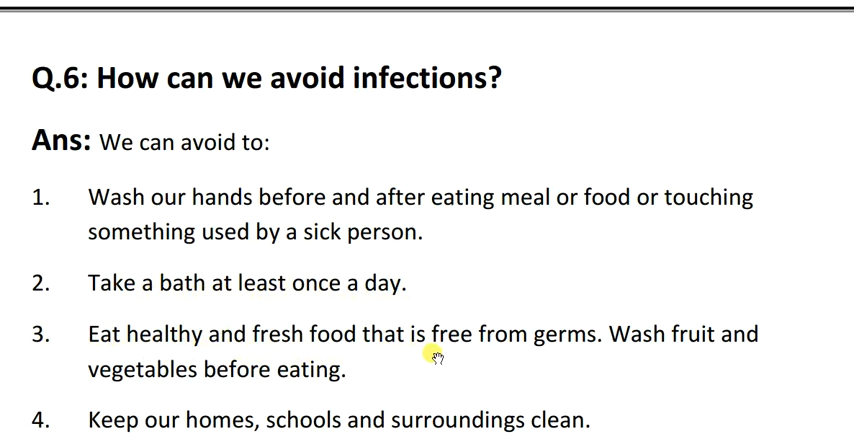 Q.6: How can we avoid infections?
Ans: We can avoid to:
1. Wash our hands before and after eating meal or food or touching
something used by a sick person.
2. Take a bath at least once a day.
3. Eat healthy and fresh food that is free from germs. Wash fruit and
vegetables before eating.
4. Keep our homes, schools and surroundings clean.